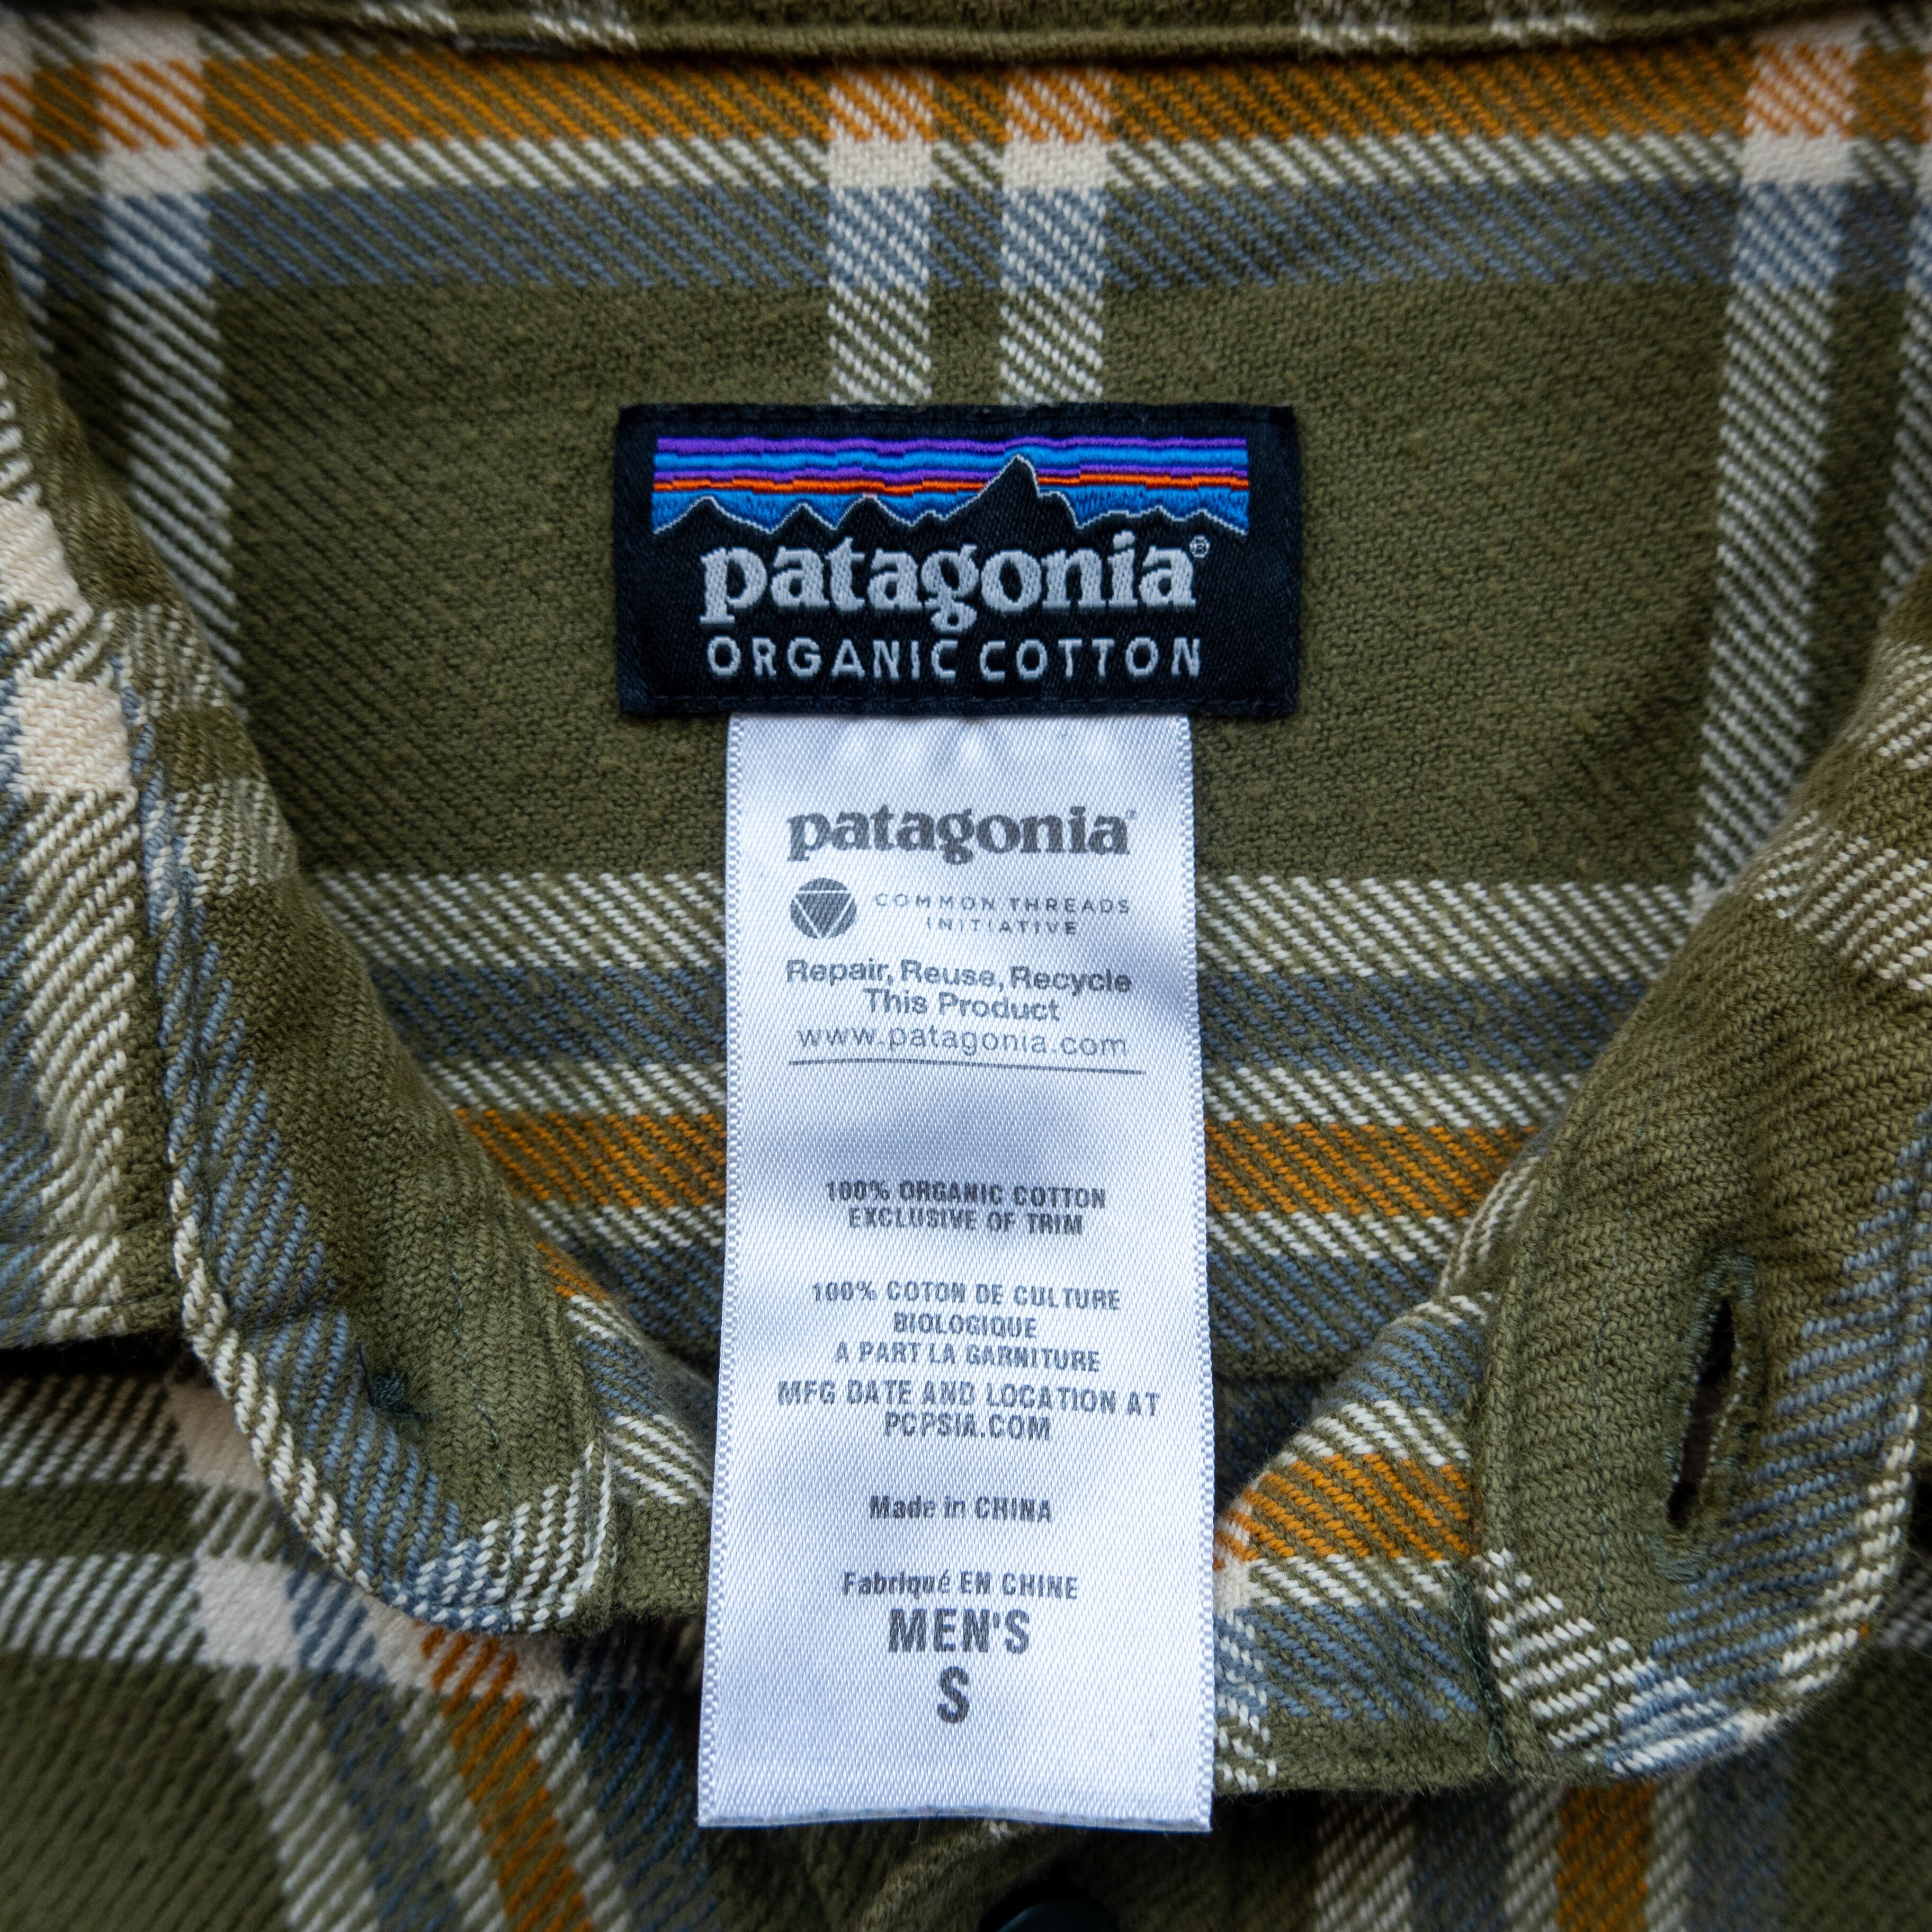 patagonia®
ORGANIC COTTON
patagonia®
COMMON THREADS
INITIATIVE
Repair, Reuse, Recycle
This Product
www.patagonia.com
100% ORGANIC COTTON
EXCLUSIVE OF TRIM
100% COTON DE CULTURE
BIOLOGIQUE
A PART LA GARNITURE
MFG DATE AND LOCATION AT
PCPSIA.COM
Made in CHINA
Fabriqué EN CHINE
MEN'S
S